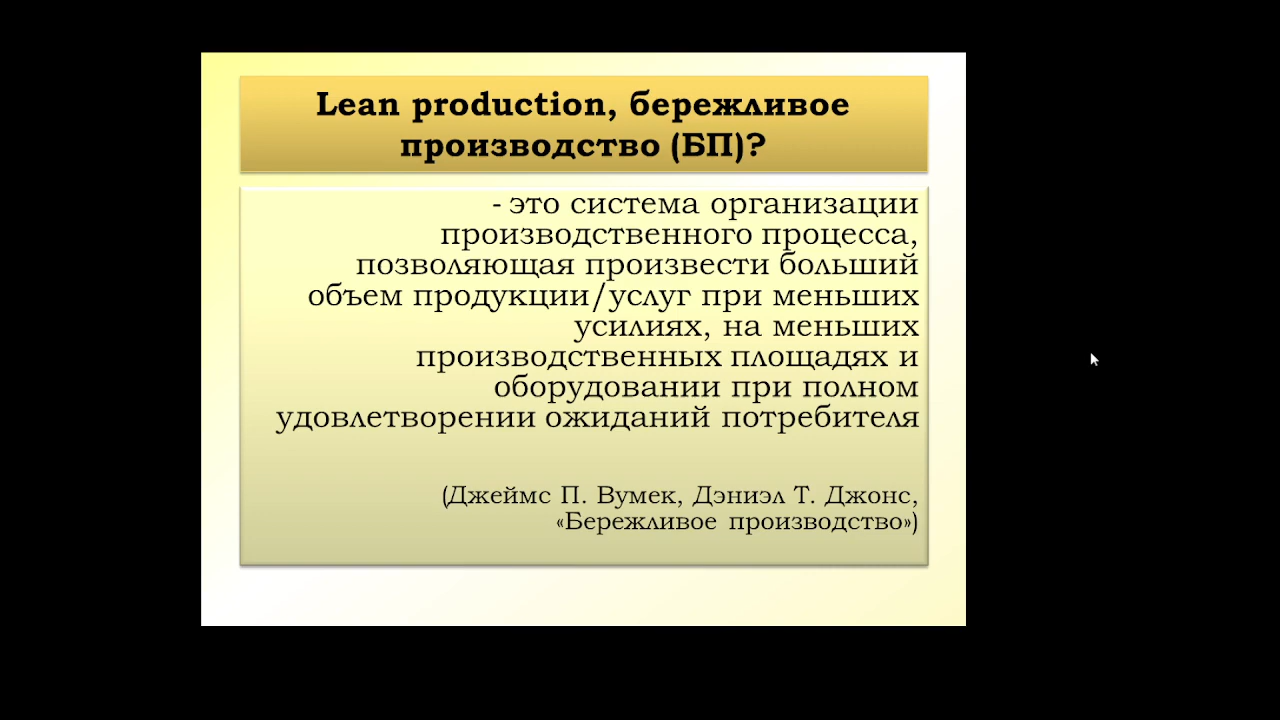 Lean production, бережливое
производство (БП)?
- это система организации
производственного процесса,
позволяющая произвести больший
объем продукции/услуг при меньших
усилиях, на меньших
производственных площадях и
оборудовании при полном
удовлетворении ожиданий потребителя
(Джеймс П. Вумек, Дэниэл Т. Джонс,
«Бережливое производство»)